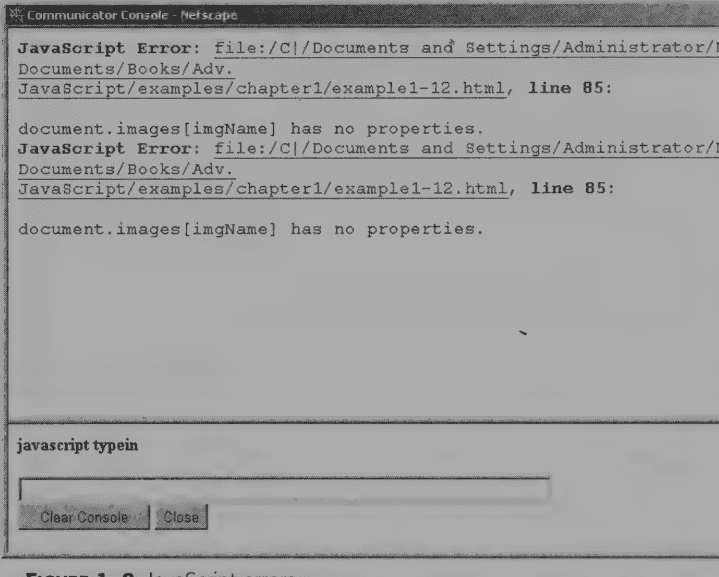 Communicator Console - Netscape
JavaScript Error: file:/C|/Documents and Settings/Administrator/
Documents/Books/Adv.
JavaScript/examples/chapter1/example1-12.html, line 85:
document.images[imgName] has no properties.
JavaScript Error: file:/C|/Documents and Settings/Administrator/
Documents/Books/Adv.
JavaScript/examples/chapter1/example1-12.html, line 85:
document.images[imgName] has no properties.
javascript typein
Clear Console Close
JavaScript errors